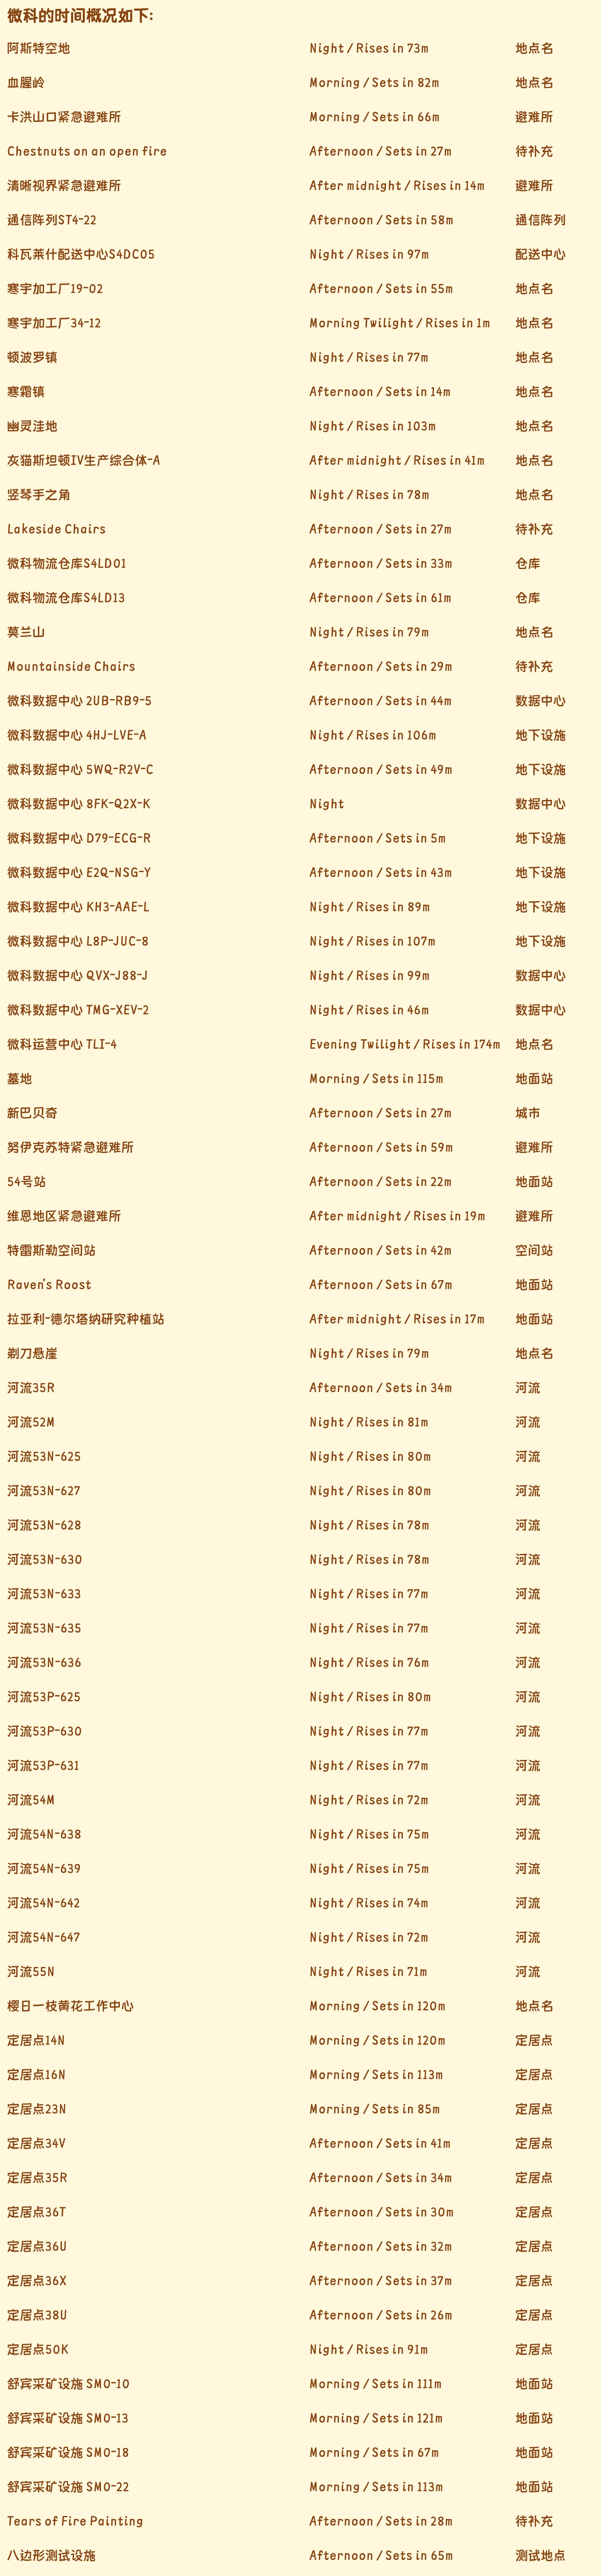 微科的时间概况如下:
阿斯特空地 Night / Rises in 73m 地点名
血腥岭 Morning / Sets in 82m 地点名
卡洪山口紧急避难所 Morning / Sets in 66m 避难所
Chestnuts on an open fire Afternoon / Sets in 27m 待补充
清晰视界紧急避难所 After midnight / Rises in 14m 避难所
通信阵列ST4-22 Afternoon / Sets in 58m 通信阵列
科瓦莱什配送中心S4DC05 Night / Rises in 97m 配送中心
寒宇加工厂19-02 Afternoon / Sets in 55m 地点名
寒宇加工厂34-12 Morning Twilight / Rises in 1m 地点名
顿波罗镇 Night / Rises in 77m 地点名
寒霜镇 Afternoon / Sets in 14m 地点名
幽灵洼地 Night / Rises in 103m 地点名
灰猫斯坦顿IV生产综合体-A After midnight / Rises in 41m 地点名
竖琴手之角 Night / Rises in 78m 地点名
Lakeside Chairs Afternoon / Sets in 27m 待补充
微科物流仓库S4LD01 Afternoon / Sets in 33m 仓库
微科物流仓库S4LD13 Afternoon / Sets in 61m 仓库
莫兰山 Night / Rises in 79m 地点名
Mountainside Chairs Afternoon / Sets in 29m 待补充
微科数据中心 2UB-RB9-5 Afternoon / Sets in 44m 数据中心
微科数据中心 4HJ-LVE-A Night / Rises in 106m 地下设施
微科数据中心 5WQ-R2V-C Afternoon / Sets in 49m 地下设施
微科数据中心 8FK-Q2X-K Night 数据中心
微科数据中心 D79-ECG-R Afternoon / Sets in 5m 地下设施
微科数据中心 E2Q-NSG-Y Afternoon / Sets in 43m 地下设施
微科数据中心 KH3-AAE-L Night / Rises in 89m 地下设施
微科数据中心 L8P-JUC-8 Night / Rises in 107m 地下设施
微科数据中心 QVX-J88-J Night / Rises in 99m 数据中心
微科数据中心 TMG-XEV-2 Night / Rises in 46m 数据中心
微科运营中心 TLI-4 Evening Twilight / Rises in 174m 地点名
墓地 Morning / Sets in 115m 地面站
新巴贝奇 Afternoon / Sets in 27m 城市
努伊克苏特紧急避难所 Afternoon / Sets in 59m 避难所
54号站 Afternoon / Sets in 22m 地面站
维恩地区紧急避难所 After midnight / Rises in 19m 避难所
特雷斯勒空间站 Afternoon / Sets in 42m 空间站
Raven's Roost Afternoon / Sets in 67m 地面站
拉亚利-德尔塔纳研究种植站 After midnight / Rises in 17m 地面站
剃刀悬崖 Night / Rises in 79m 地点名
河流35R Afternoon / Sets in 34m 河流
河流52M Night / Rises in 81m 河流
河流53N-625 Night / Rises in 80m 河流
河流53N-627 Night / Rises in 80m 河流
河流53N-628 Night / Rises in 78m 河流
河流53N-630 Night / Rises in 78m 河流
河流53N-633 Night / Rises in 77m 河流
河流53N-635 Night / Rises in 77m 河流
河流53N-636 Night / Rises in 76m 河流
河流53P-625 Night / Rises in 80m 河流
河流53P-630 Night / Rises in 77m 河流
河流53P-631 Night / Rises in 77m 河流
河流54M Night / Rises in 72m 河流
河流54N-638 Night / Rises in 75m 河流
河流54N-639 Night / Rises in 75m 河流
河流54N-642 Night / Rises in 74m 河流
河流54N-647 Night / Rises in 72m 河流
河流55N Night / Rises in 71m 河流
樱日一枝黄花工作中心 Morning / Sets in 120m 地点名
定居点14N Morning / Sets in 120m 定居点
定居点16N Morning / Sets in 113m 定居点
定居点23N Morning / Sets in 85m 定居点
定居点34V Afternoon / Sets in 41m 定居点
定居点35R Afternoon / Sets in 34m 定居点
定居点36T Afternoon / Sets in 30m 定居点
定居点36U Afternoon / Sets in 32m 定居点
定居点36X Afternoon / Sets in 37m 定居点
定居点38U Afternoon / Sets in 26m 定居点
定居点50K Night / Rises in 91m 定居点
舒宾采矿设施 SM0-10 Morning / Sets in 111m 地面站
舒宾采矿设施 SM0-13 Morning / Sets in 121m 地面站
舒宾采矿设施 SM0-18 Morning / Sets in 67m 地面站
舒宾采矿设施 SM0-22 Morning / Sets in 113m 地面站
Tears of Fire Painting Afternoon / Sets in 28m 待补充
八边形测试设施 Afternoon / Sets in 65m 测试地点